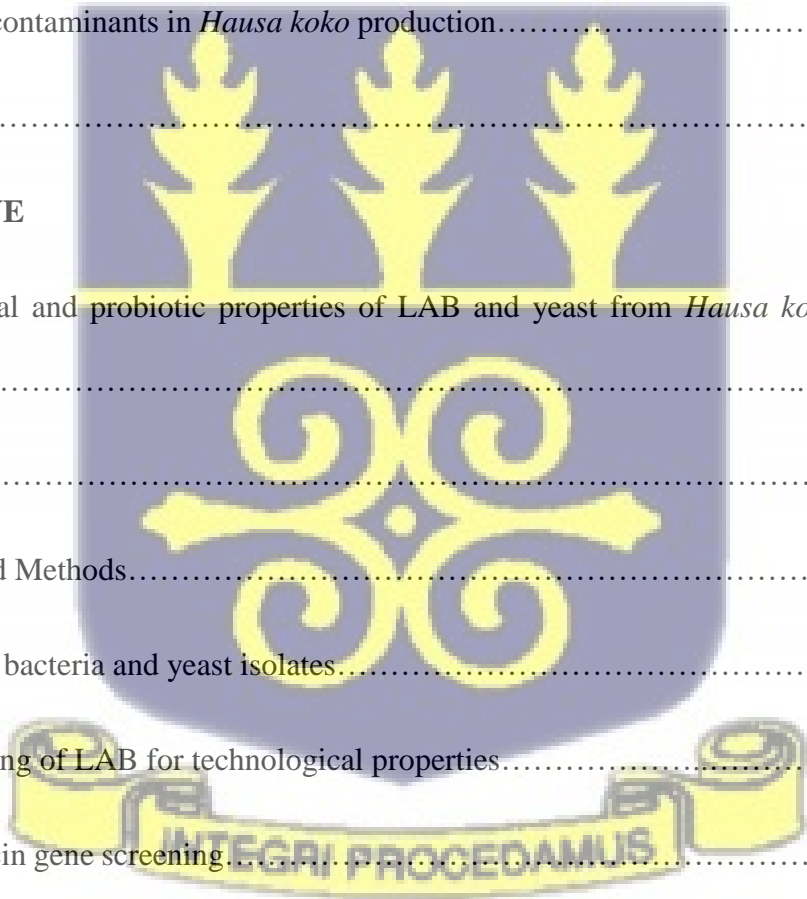 contaminants in Hausa koko production……………………
……………………………………………………
VE
al and probiotic properties of LAB and yeast from Hausa ko
……………………………………………………
……………………………………………………
d Methods……………………………………………
bacteria and yeast isolates……………………………
ng of LAB for technological properties……………………
in gene screening……………………………………
INTEGRI PROCEDAMUS